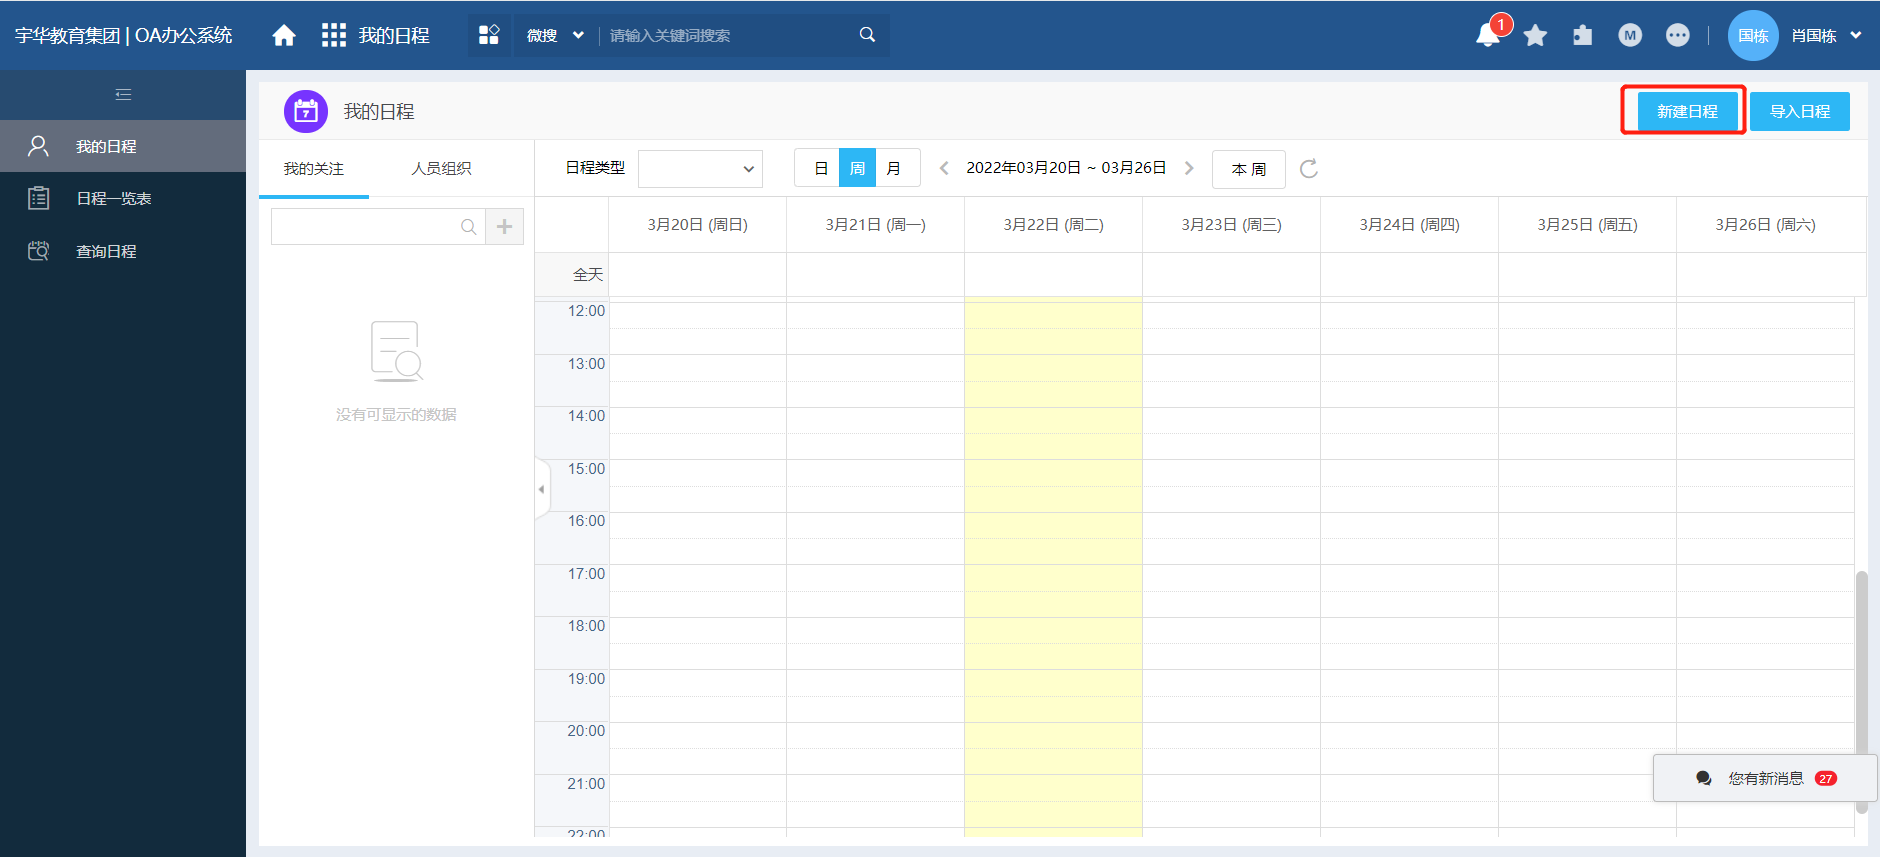 宇华教育集团 | OA办公系统
我的日程
微搜
请输入关键词搜索
1
M
国栋
肖国栋
我的日程
日程一览表
查询日程
7
我的日程
新建日程
导入日程
我的关注
人员组织
没有可显示的数据
日程类型
日 周 月
2022年03月20日 ~ 03月26日
本 周
3月20日 (周日) 3月21日 (周一) 3月22日 (周二) 3月23日 (周三) 3月24日 (周四) 3月25日 (周五) 3月26日 (周六)
全天
12:00
13:00
14:00
15:00
16:00
17:00
18:00
19:00
20:00
21:00
22:00
您有新消息 27